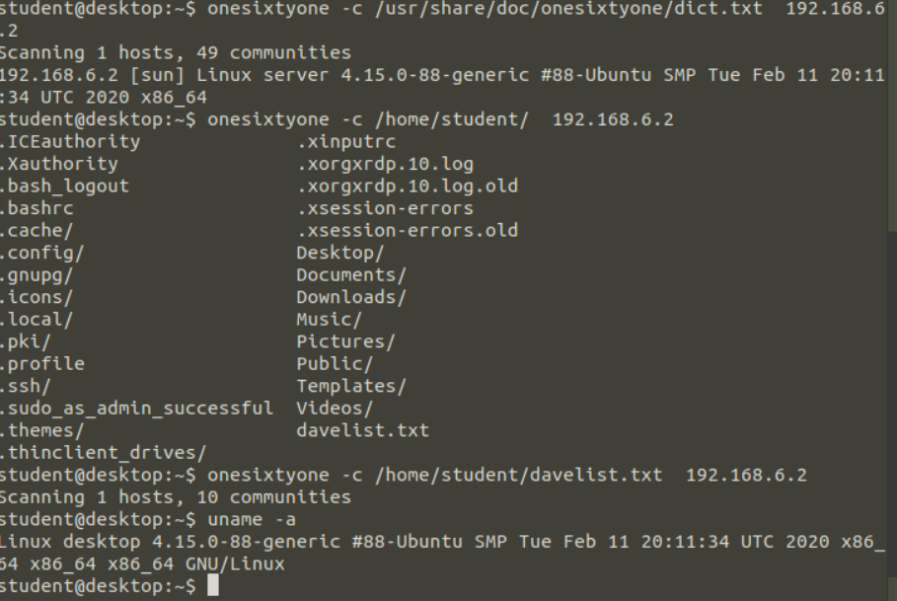 student@desktop:~$ onesixtyone -c /usr/share/doc/onesixtyone/dict.txt  192.168.6
.2
Scanning 1 hosts, 49 communities
192.168.6.2 [sun] Linux server 4.15.0-88-generic #88-Ubuntu SMP Tue Feb 11 20:11
:34 UTC 2020 x86_64
student@desktop:~$ onesixtyone -c /home/student/  192.168.6.2
.ICEauthority             .xinputrc
.Xauthority               .xorgxrdp.10.log
.bash_logout              .xorgxrdp.10.log.old
.bashrc                   .xsession-errors
.cache/                   .xsession-errors.old
.config/                  Desktop/
.gnupg/                   Documents/
.icons/                   Downloads/
.local/                   Music/
.pki/                     Pictures/
.profile                  Public/
.ssh/                     Templates/
.sudo_as_admin_successful Videos/
.themes/                  davelist.txt
.thinclient_drives/
student@desktop:~$ onesixtyone -c /home/student/davelist.txt  192.168.6.2
Scanning 1 hosts, 10 communities
student@desktop:~$ uname -a
Linux desktop 4.15.0-88-generic #88-Ubuntu SMP Tue Feb 11 20:11:34 UTC 2020 x86_
64 x86_64 x86_64 GNU/Linux
student@desktop:~$